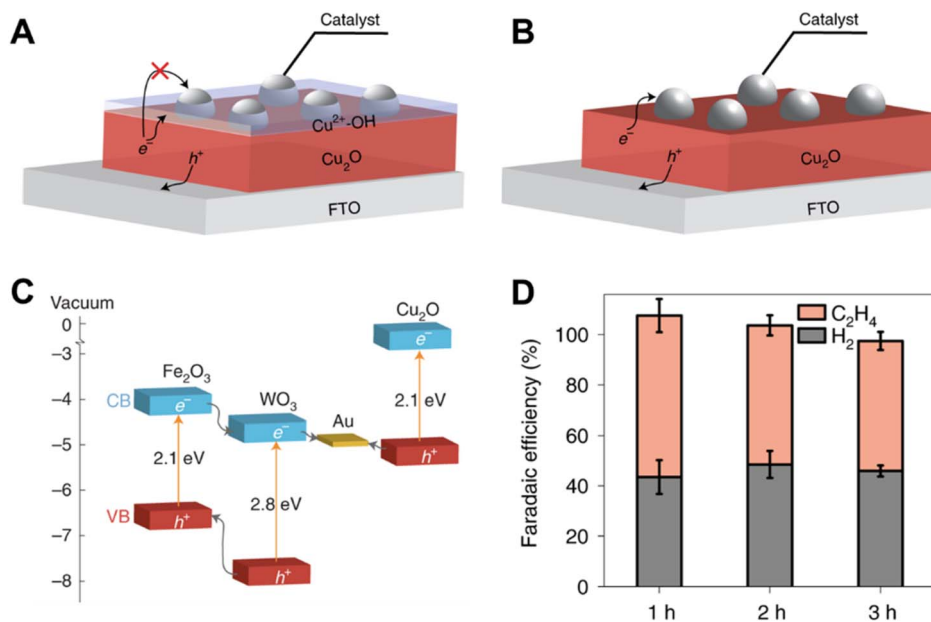 A
Catalyst
e⁻
Cu²⁺-OH
h⁺
Cu₂O
FTO
B
Catalyst
e⁻
h⁺
Cu₂O
FTO
C
Vacuum
0
−3
−4
−5
−6
−7
−8
Cu₂O
e⁻
Fe₂O₃
CB
e⁻
WO₃
e⁻
Au
2.1 eV
h⁺
2.1 eV
2.8 eV
VB
h⁺
h⁺
D
Faradaic efficiency (%)
100
80
60
40
20
0
C₂H₄
H₂
1 h
2 h
3 h